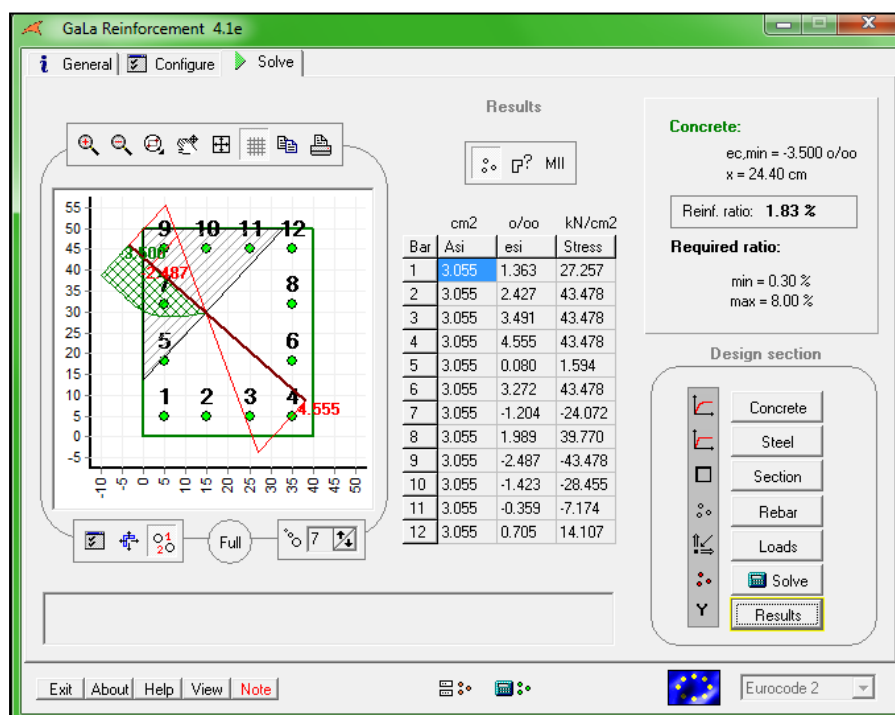 GaLa Reinforcement 4.1e
General Configure Solve
Results
MII
55
50
45
40
35
30
25
20
15
10
5
0
-5
-10 -5 0 5 10 15 20 25 30 35 40 45 50
9 10 11 12
3.500
2.487
7 8
5 6
1 2 3 4
4.555
cm2 o/oo kN/cm2
Bar Asi esi Stress
1 3.055 1.363 27.257
2 3.055 2.427 43.478
3 3.055 3.491 43.478
4 3.055 4.555 43.478
5 3.055 0.080 1.594
6 3.055 3.272 43.478
7 3.055 -1.204 -24.072
8 3.055 1.989 39.770
9 3.055 -2.487 -43.478
10 3.055 -1.423 -28.455
11 3.055 -0.359 -7.174
12 3.055 0.705 14.107
Full
7
Concrete:
ec,min = -3.500 o/oo
x = 24.40 cm
Reinf. ratio: 1.83 %
Required ratio:
min = 0.30 %
max = 8.00 %
Design section
Concrete
Steel
Section
Rebar
Loads
Solve
Y Results
Exit About Help View Note
Eurocode 2